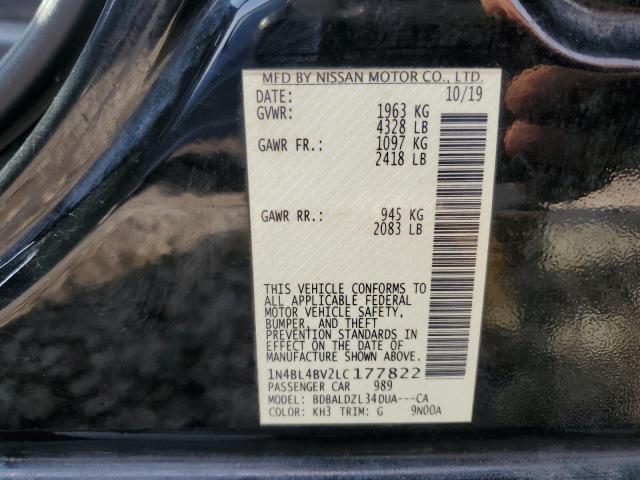 MFD BY NISSAN MOTOR CO., LTD.
DATE: 10/19
GVWR: 1963 KG
4328 LB
GAWR FR.: 1097 KG
2418 LB
GAWR RR.: 945 KG
2083 LB
THIS VEHICLE CONFORMS TO
ALL APPLICABLE FEDERAL
MOTOR VEHICLE SAFETY,
BUMPER, AND THEFT
PREVENTION STANDARDS IN
EFFECT ON THE DATE OF
MANUFACTURE SHOWN ABOVE.
1N4BL4BV2LC177822
PASSENGER CAR 989
MODEL: BDBALDZL34DUA---CA
COLOR: KH3 TRIM: G 9N00A